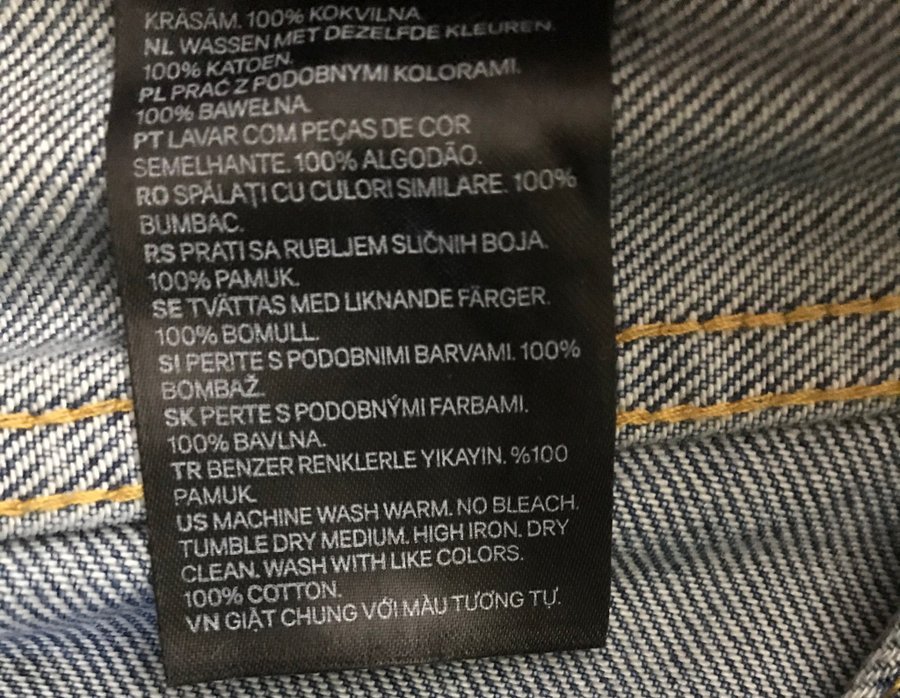 KRĀSĀM. 100% KOKVILNA
NL WASSEN MET DEZELFDE KLEUREN.
100% KATOEN.
PL PRAĆ Z PODOBNYMI KOLORAMI.
100% BAWEŁNA.
PT LAVAR COM PEÇAS DE COR
SEMELHANTE. 100% ALGODÃO.
RO SPĂLAȚI CU CULORI SIMILARE. 100%
BUMBAC.
RS PRATI SA RUBLJEM SLIČNIH BOJA.
100% PAMUK.
SE TVÄTTAS MED LIKNANDE FÄRGER.
100% BOMULL.
SI PERITE S PODOBNIMI BARVAMI. 100%
BOMBAŽ.
SK PERTE S PODOBNÝMI FARBAMI.
100% BAVLNA.
TR BENZER RENKLERLE YIKAYIN. %100
PAMUK.
US MACHINE WASH WARM. NO BLEACH.
TUMBLE DRY MEDIUM. HIGH IRON. DRY
CLEAN. WASH WITH LIKE COLORS.
100% COTTON.
VN GIẶT CHUNG VỚI MÀU TƯƠNG TỰ.